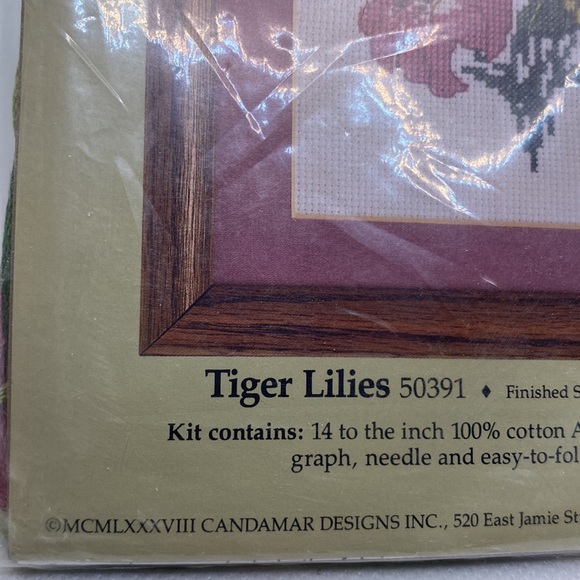 Tiger Lilies 50391 ♦ Finished S
Kit contains: 14 to the inch 100% cotton A
graph, needle and easy-to-fol
©MCMLXXXVIII CANDAMAR DESIGNS INC., 520 East Jamie St